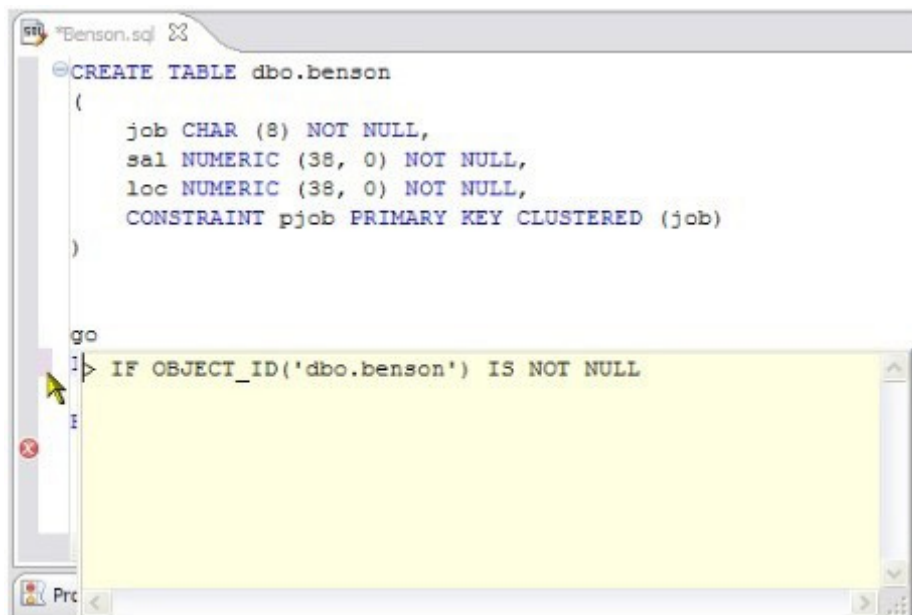 *Benson.sql
CREATE TABLE dbo.benson
(
job CHAR (8) NOT NULL,
sal NUMERIC (38, 0) NOT NULL,
loc NUMERIC (38, 0) NOT NULL,
CONSTRAINT pjob PRIMARY KEY CLUSTERED (job)
)
go
> IF OBJECT_ID('dbo.benson') IS NOT NULL